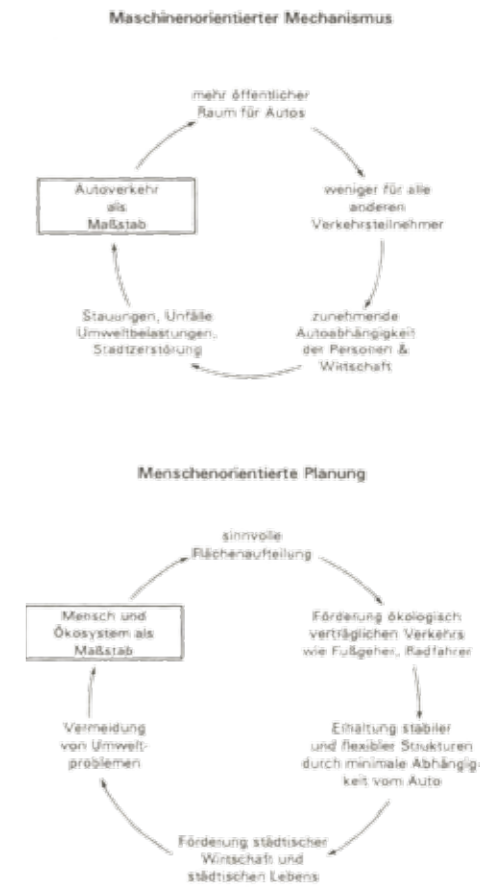 Maschinenorientierter Mechanismus
mehr öffentlicher
Raum für Autos
weniger für alle
anderen
Verkehrsteilnehmer
zunehmende
Autoabhängigkeit
der Personen &
Wirtschaft
Stauungen, Unfälle
Umweltbelastungen,
Stadtzerstörung
Autoverkehr
als
Maßstab
Menschenorientierte Planung
sinnvolle
Flächenaufteilung
Förderung ökologisch
verträglichen Verkehrs
wie Fußgeher, Radfahrer
Erhaltung stabiler
und flexibler Strukturen
durch minimale Abhängig-
keit vom Auto
Förderung städtischer
Wirtschaft und
städtischen Lebens
Vermeidung
von Umwelt-
problemen
Mensch und
Ökosystem als
Maßstab